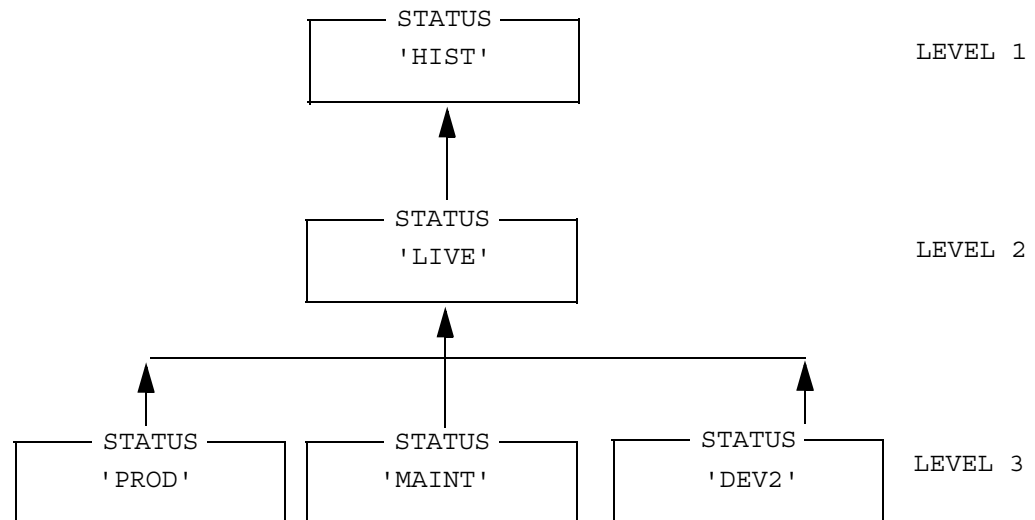 STATUS
'HIST' LEVEL 1
STATUS
'LIVE' LEVEL 2
STATUS STATUS STATUS
'PROD' 'MAINT' 'DEV2' LEVEL 3